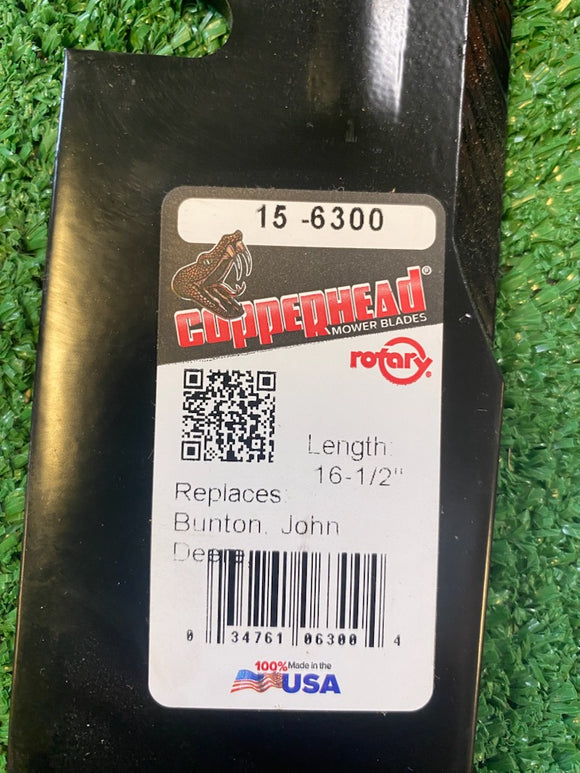 15 -6300
COPPERHEAD®
MOWER BLADES
rotary®
Length:
16-1/2"
Replaces:
Bunton, John
Deere,
0 34761 06300 4
100% Made in the
USA